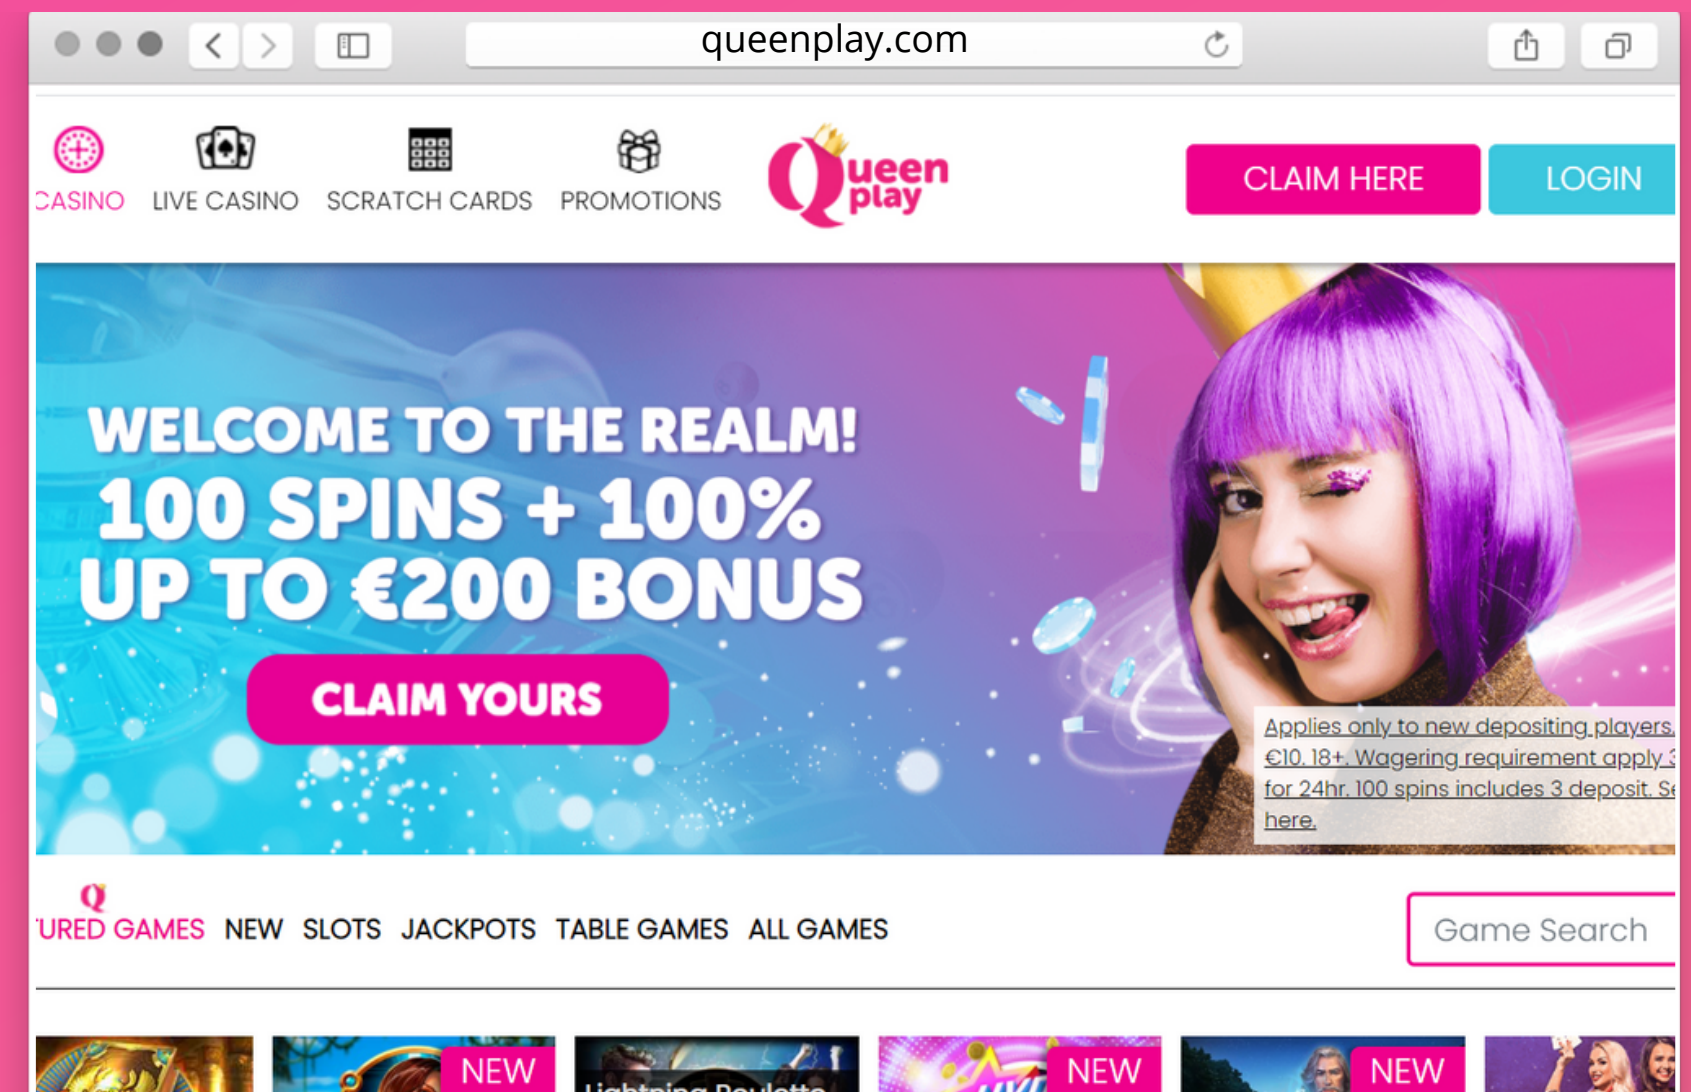 queenplay.com
CASINO
LIVE CASINO
SCRATCH CARDS
PROMOTIONS
Queen
play
CLAIM HERE
LOGIN
WELCOME TO THE REALM!
100 SPINS + 100%
UP TO €200 BONUS
CLAIM YOURS
Applies only to new depositing players.
€10. 18+. Wagering requirement apply
for 24hr. 100 spins includes 3 deposit.
here.
Q
TURED GAMES NEW SLOTS JACKPOTS TABLE GAMES ALL GAMES
Game Search
NEW
Lightning Roulette
NEW
NEW